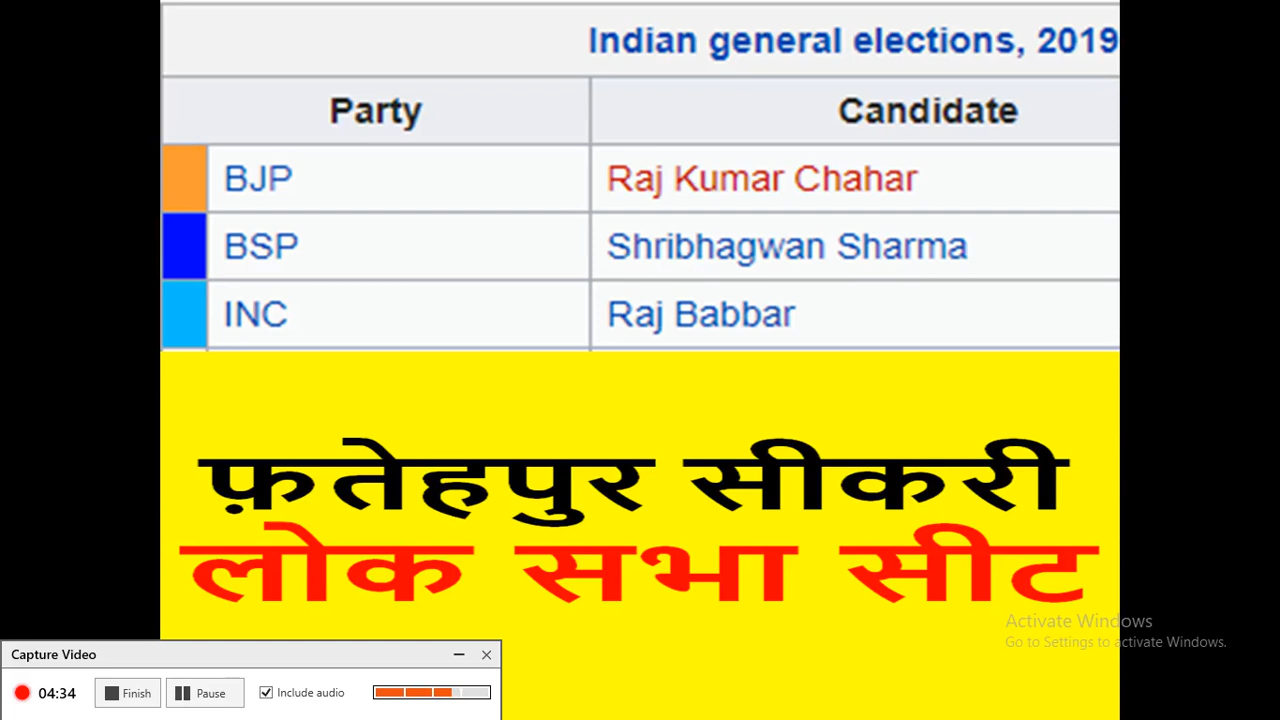 Indian general elections, 2019
Party Candidate
BJP Raj Kumar Chahar
BSP Shribhagwan Sharma
INC Raj Babbar
फ़तेहपुर सीकरी
लोक सभा सीट
Activate Windows
Go to Settings to activate Windows.
Capture Video
04:34 Finish Pause Include audio